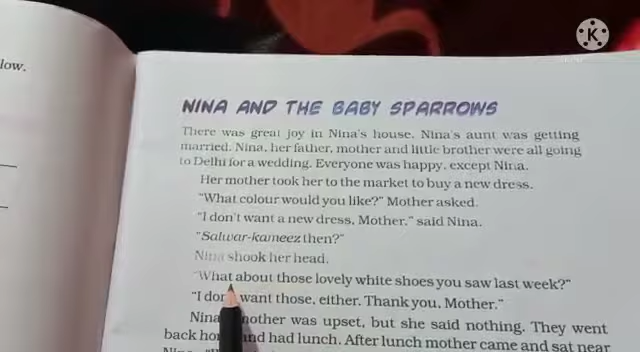 low.
K
NINA AND THE BABY SPARROWS
There was great joy in Nina's house. Nina's aunt was getting
married. Nina, her father, mother and little brother were all going
to Delhi for a wedding. Everyone was happy, except Nina.
Her mother took her to the market to buy a new dress.
"What colour would you like?" Mother asked.
"I don't want a new dress, Mother," said Nina.
"Salwar-kameez then?"
Nina shook her head.
"What about those lovely white shoes you saw last week?"
"I don't want those, either. Thank you, Mother."
Nina mother was upset, but she said nothing. They went
back and had lunch. After lunch mother came and sat near